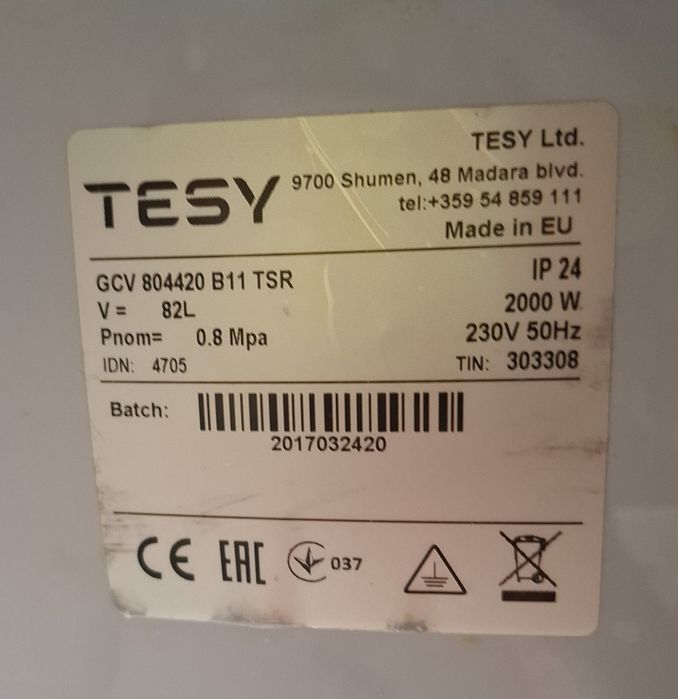 TESY
TESY Ltd.
9700 Shumen, 48 Madara blvd.
tel:+359 54 859 111
Made in EU
GCV 804420 B11 TSR
IP 24
V = 82L
2000 W
Pnom= 0.8 Mpa
230V 50Hz
IDN: 4705
TIN: 303308
Batch:
2017032420
CE EAC 037